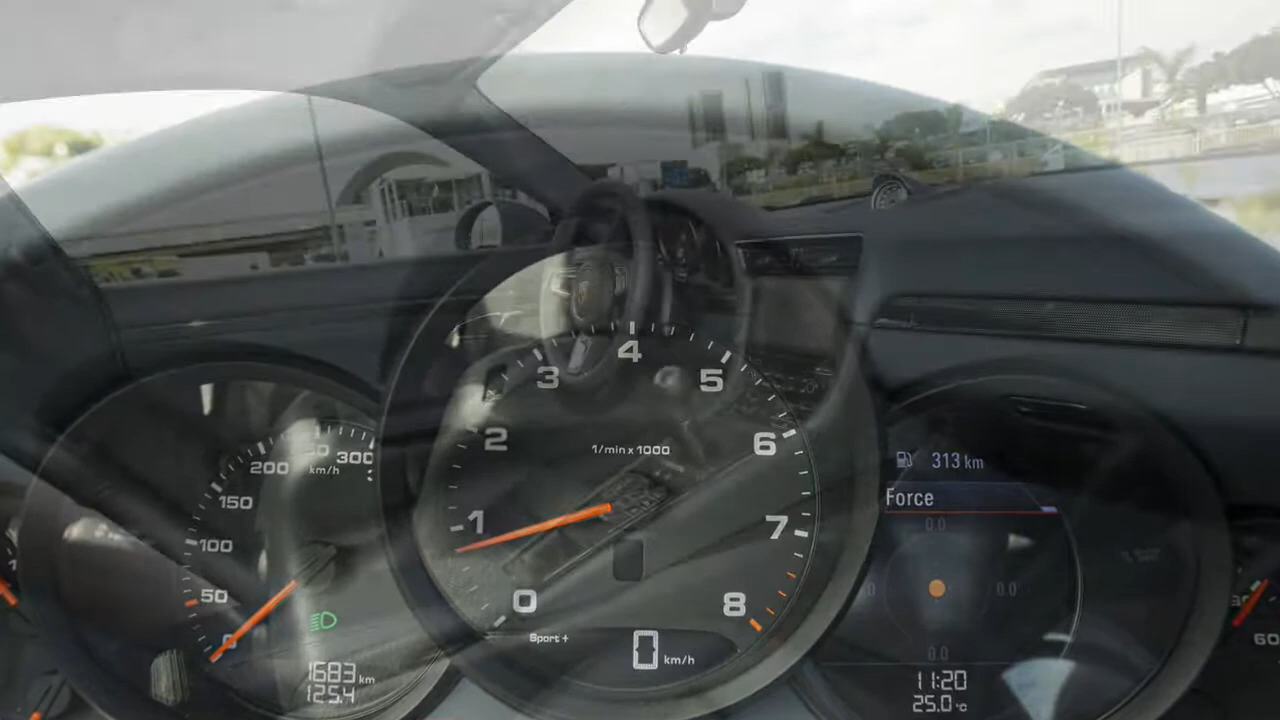 4
3
5
2
6
1/min x 1000
1
7
0
8
Sport+
0 km/h
200
300
km/h
150
100
50
0
1683 km
125.4
313 km
Force
0.0
0.0
0.0
11:20
25.0 °C
60